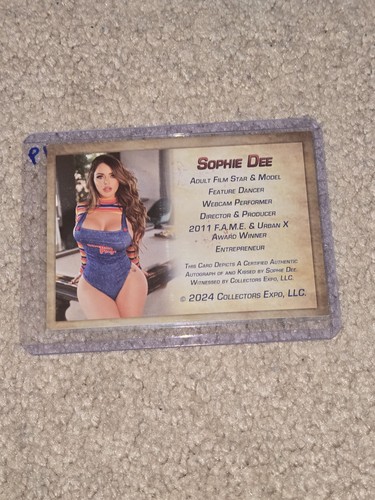 SOPHIE DEE
ADULT FILM STAR & MODEL
FEATURE DANCER
WEBCAM PERFORMER
DIRECTOR & PRODUCER
2011 F.A.M.E. & URBAN X
AWARD WINNER
ENTREPRENEUR
THIS CARD DEPICTS A CERTIFIED AUTHENTIC
AUTOGRAPH OF AND KISSED BY SOPHIE DEE.
WITNESSED BY COLLECTORS EXPO, LLC.
© 2024 COLLECTORS EXPO, LLC.